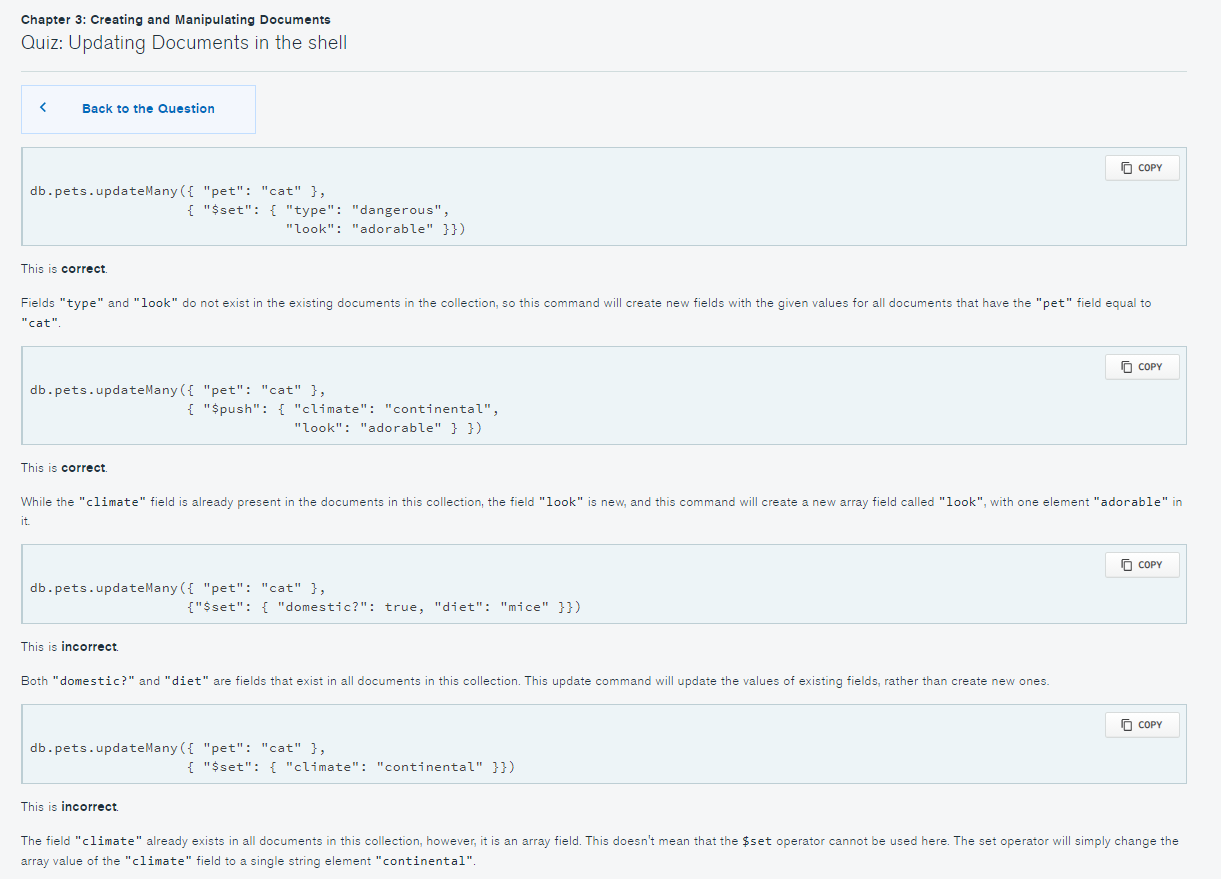 Chapter 3: Creating and Manipulating Documents
Quiz: Updating Documents in the shell
Back to the Question
COPY
db.pets.updateMany({ "pet": "cat" },
{ "$set": { "type": "dangerous",
"look": "adorable" }})
This is correct.
Fields "type" and "look" do not exist in the existing documents in the collection, so this command will create new fields with the given values for all documents that have the "pet" field equal to
"cat".
COPY
db.pets.updateMany({ "pet": "cat" },
{ "$push": { "climate": "continental",
"look": "adorable" } })
This is correct.
While the "climate" field is already present in the documents in this collection, the field "look" is new, and this command will create a new array field called "look", with one element "adorable" in
it.
COPY
db.pets.updateMany({ "pet": "cat" },
{"$set": { "domestic?": true, "diet": "mice" }})
This is incorrect.
Both "domestic?" and "diet" are fields that exist in all documents in this collection. This update command will update the values of existing fields, rather than create new ones.
COPY
db.pets.updateMany({ "pet": "cat" },
{ "$set": { "climate": "continental" }})
This is incorrect.
The field "climate" already exists in all documents in this collection, however, it is an array field. This doesn't mean that the $set operator cannot be used here. The set operator will simply change the
array value of the "climate" field to a single string element "continental".